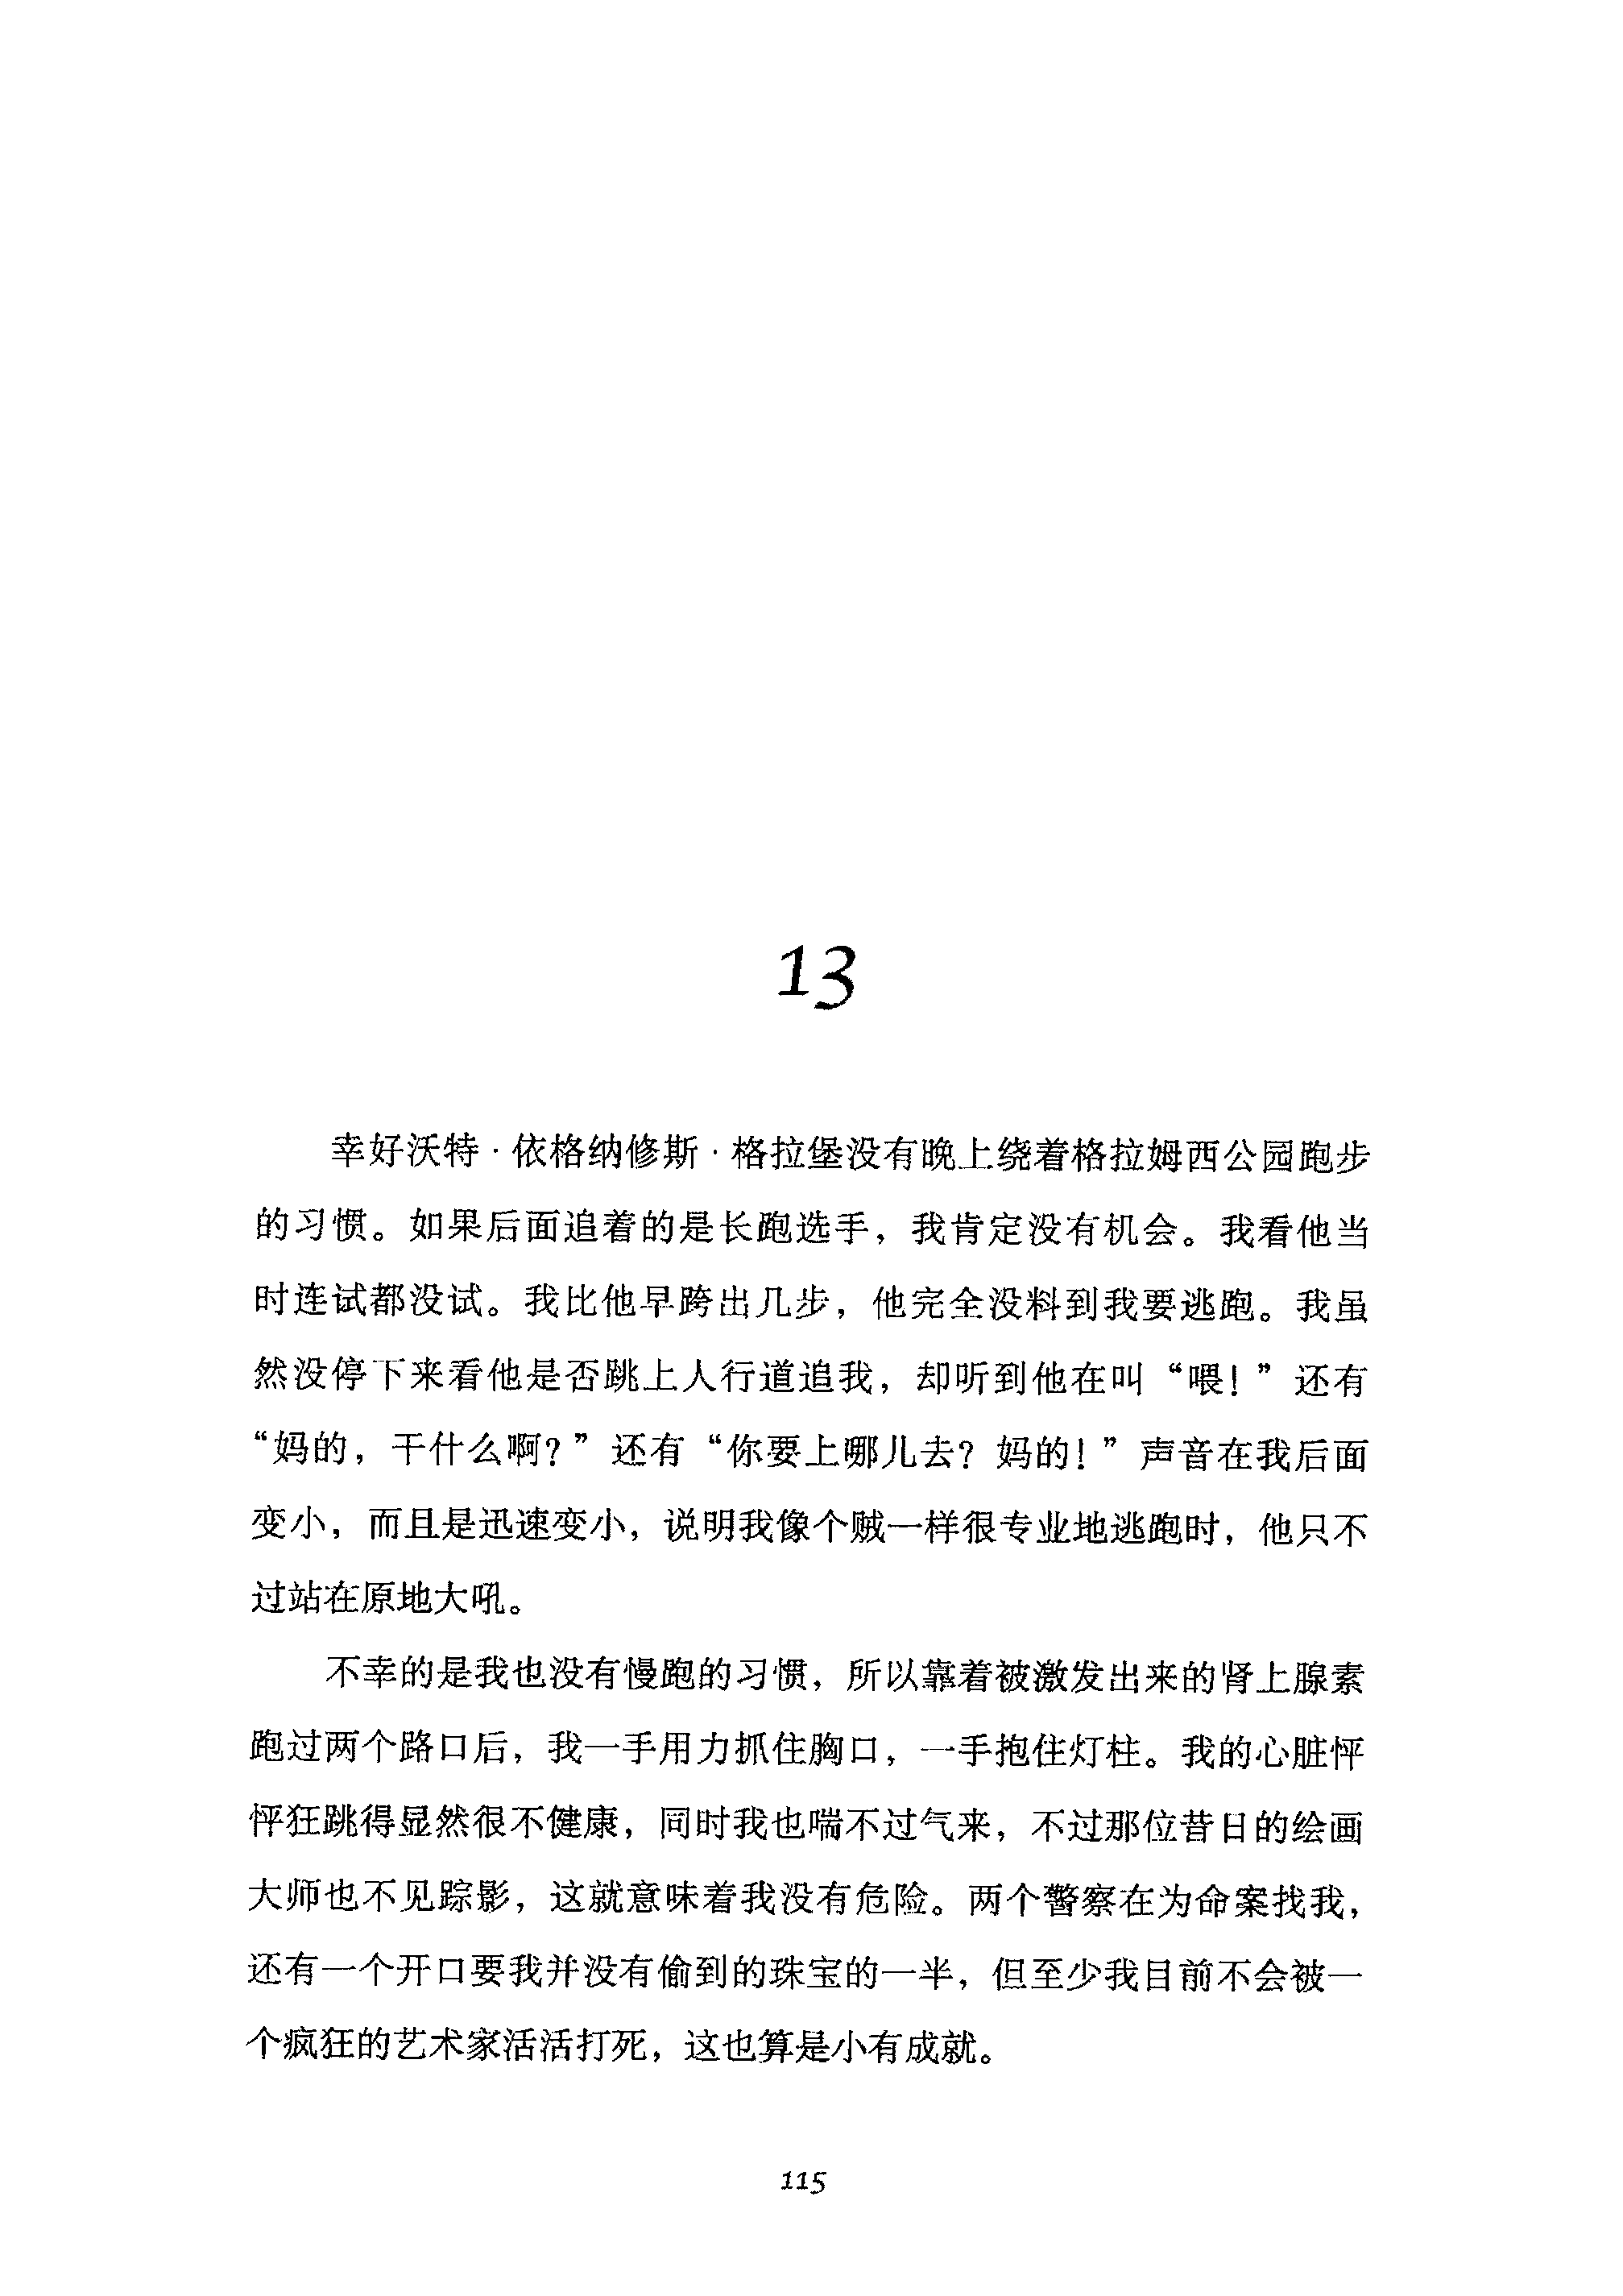 13
幸好沃特·依格纳修斯·格拉堡没有晚上绕着格拉姆西公园跑步
的习惯。如果后面追着的是长跑选手，我肯定没有机会。我看他当
时连试都没试。我比他早跨出几步，他完全没料到我要逃跑。我虽
然没停下来看他是否跳上人行道追我，却听到他在叫“喂！”还有
“妈的，干什么啊？”还有“你要上哪儿去？妈的！”声音在我后面
变小，而且是迅速变小，说明我像个贼一样很专业地逃跑时，他只不
过站在原地大吼。
不幸的是我也没有慢跑的习惯，所以靠着被激发出来的肾上腺素
跑过两个路口后，我一手用力抓住胸口，一手抱住灯柱。我的心脏怦
怦狂跳得显然很不健康，同时我也喘不过气来，不过那位昔日的绘画
大师也不见踪影，这就意味着我没有危险。两个警察在为命案找我，
还有一个开口要我并没有偷到的珠宝的一半，但至少我目前不会被一
个疯狂的艺术家活活打死，这也算是小有成就。
115